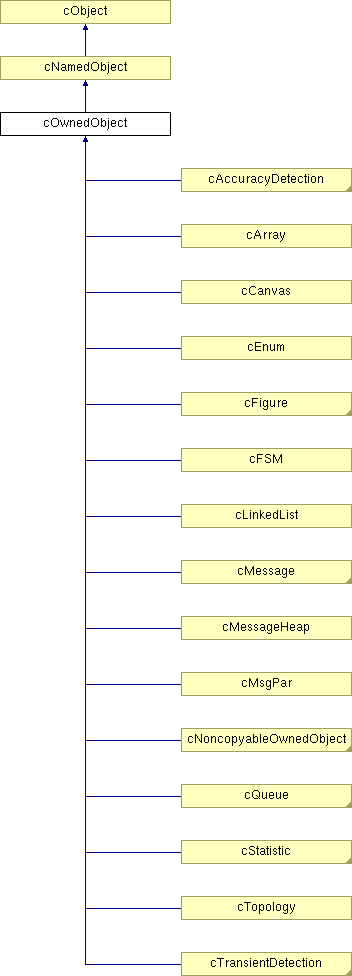 cObject
cNamedObject
cOwnedObject
cAccuracyDetection
cArray
cCanvas
cEnum
cFigure
cFSM
cLinkedList
cMessage
cMessageHeap
cMsgPar
cNoncopyableOwnedObject
cQueue
cStatistic
cTopology
cTransientDetection